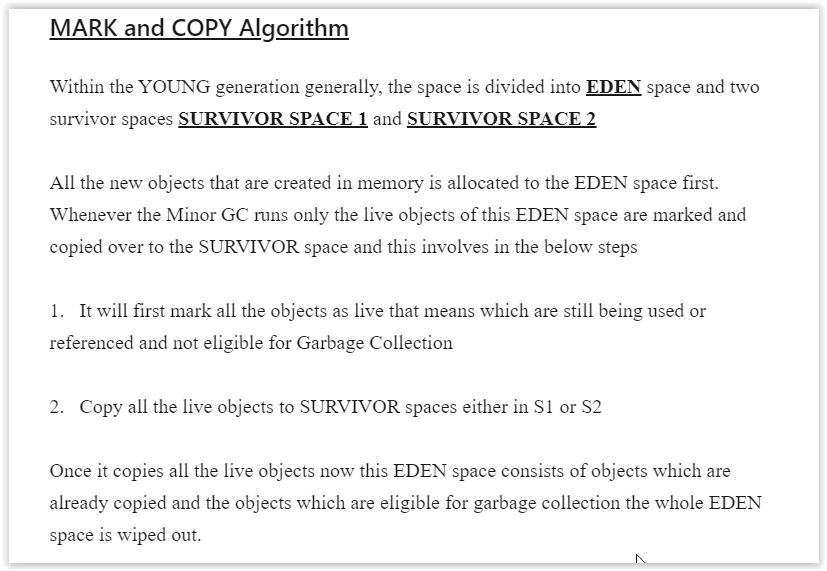 MARK and COPY Algorithm
Within the YOUNG generation generally, the space is divided into EDEN space and two
survivor spaces SURVIVOR SPACE 1 and SURVIVOR SPACE 2
All the new objects that are created in memory is allocated to the EDEN space first.
Whenever the Minor GC runs only the live objects of this EDEN space are marked and
copied over to the SURVIVOR space and this involves in the below steps
1. It will first mark all the objects as live that means which are still being used or
referenced and not eligible for Garbage Collection
2. Copy all the live objects to SURVIVOR spaces either in S1 or S2
Once it copies all the live objects now this EDEN space consists of objects which are
already copied and the objects which are eligible for garbage collection the whole EDEN
space is wiped out.